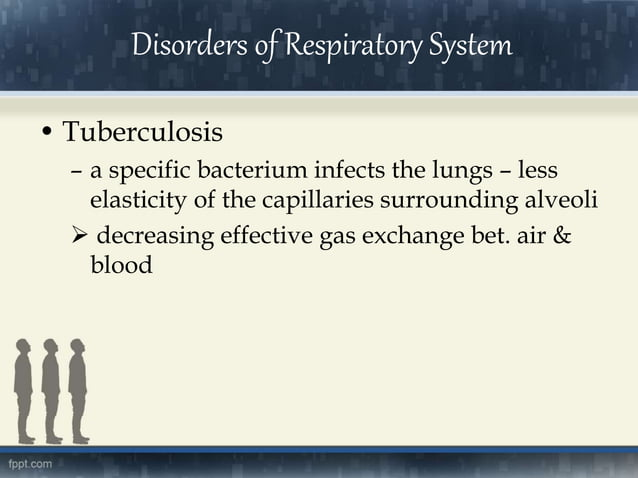 Disorders of Respiratory System
• Tuberculosis
– a specific bacterium infects the lungs – less
elasticity of the capillaries surrounding alveoli
➢ decreasing effective gas exchange bet. air &
blood
fppt.com